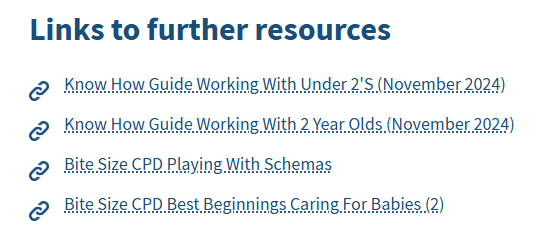 Links to further resources
Know How Guide Working With Under 2'S (November 2024)
Know How Guide Working With 2 Year Olds (November 2024)
Bite Size CPD Playing With Schemas
Bite Size CPD Best Beginnings Caring For Babies (2)